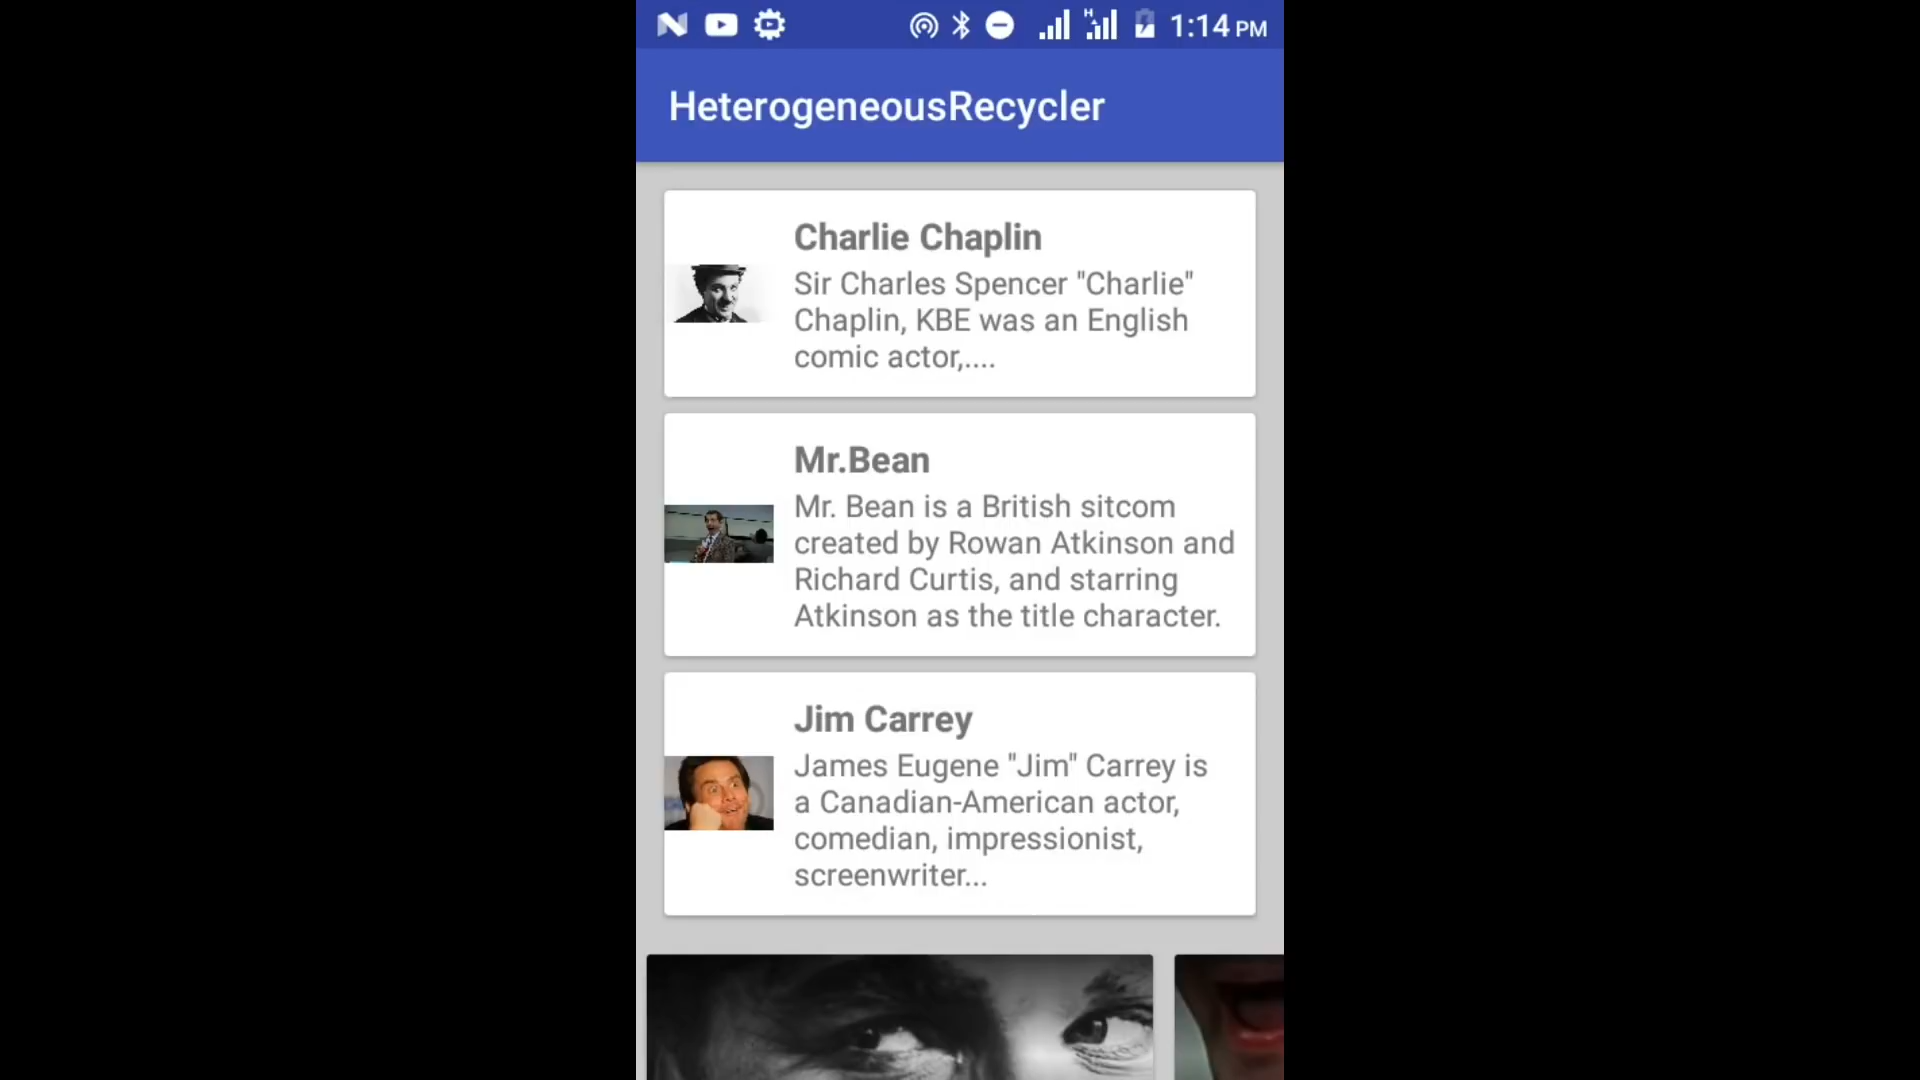 1:14 PM
HeterogeneousRecycler
Charlie Chaplin
Sir Charles Spencer "Charlie"
Chaplin, KBE was an English
comic actor,....
Mr.Bean
Mr. Bean is a British sitcom
created by Rowan Atkinson and
Richard Curtis, and starring
Atkinson as the title character.
Jim Carrey
James Eugene "Jim" Carrey is
a Canadian-American actor,
comedian, impressionist,
screenwriter...